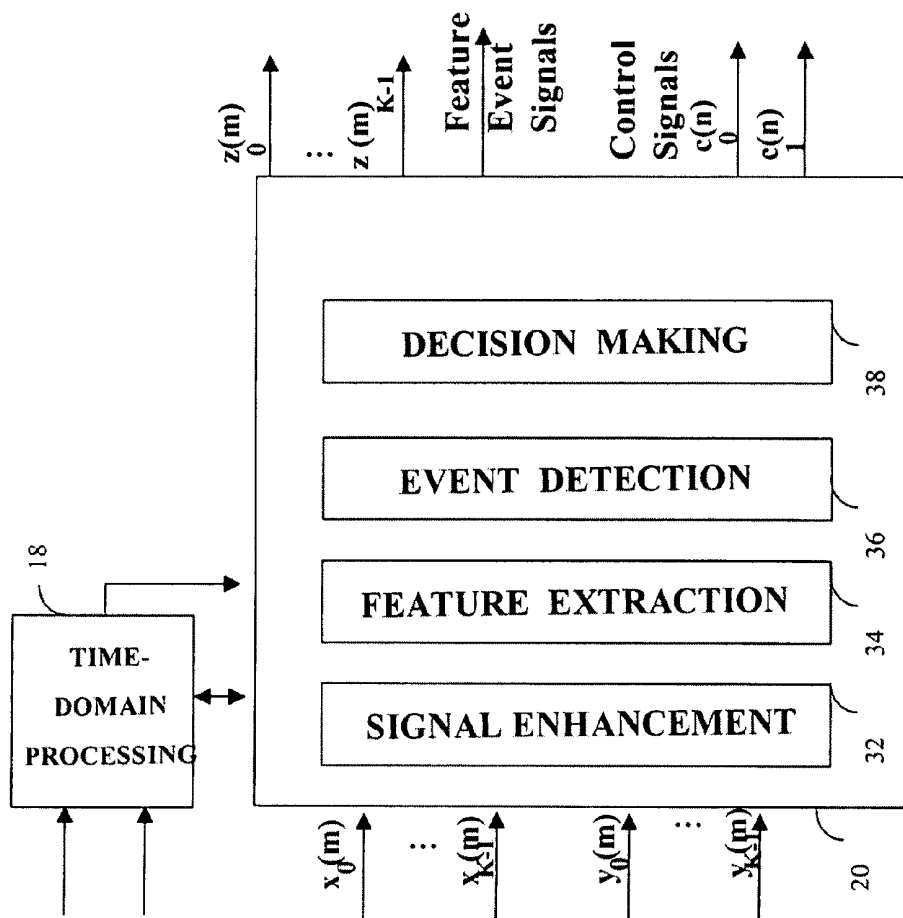 18
TIME-
DOMAIN
PROCESSING
x0(m)
...
xK-1(m)
y0(m)
...
yK-1(m)
20
SIGNAL ENHANCEMENT
32
FEATURE EXTRACTION
34
EVENT DETECTION
36
DECISION MAKING
38
z(m)0
...
z(m)K-1
Feature
Event
Signals
Control
Signals
c(n)0
c(n)1